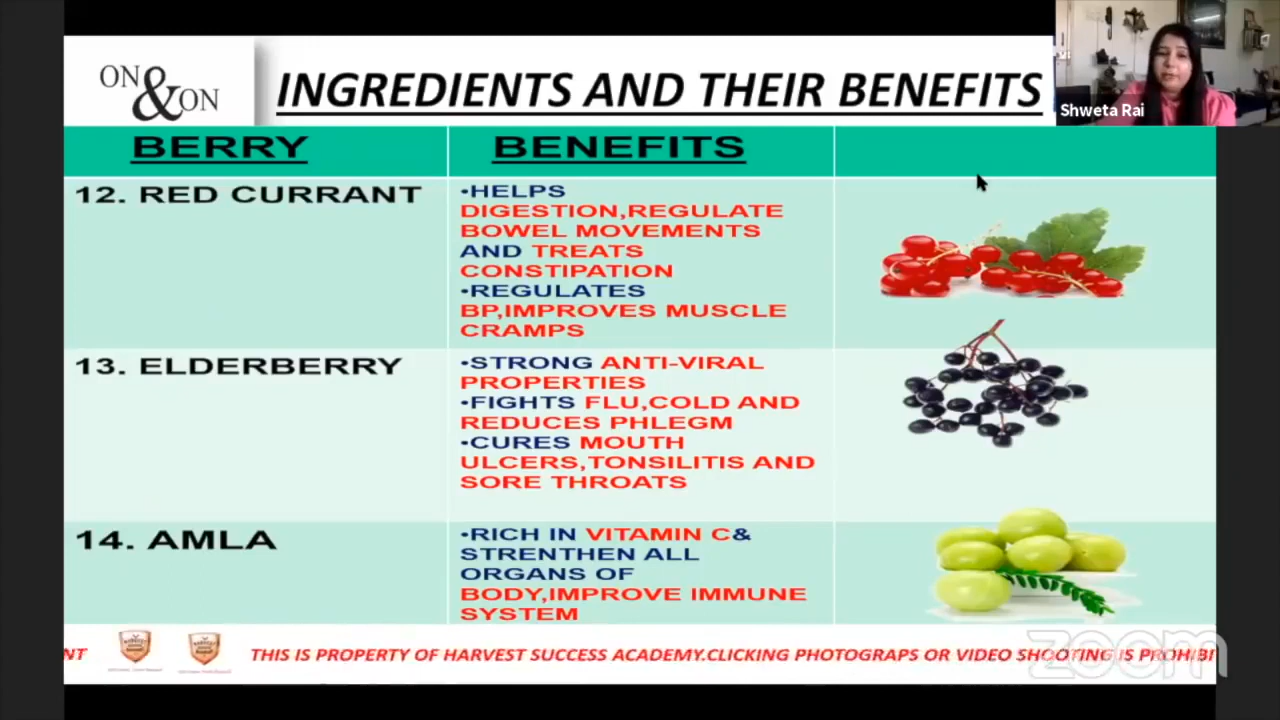 ON
&
ON
INGREDIENTS AND THEIR BENEFITS
Shweta Rai
BERRY
BENEFITS
12. RED CURRANT
•HELPS
DIGESTION,REGULATE
BOWEL MOVEMENTS
AND TREATS
CONSTIPATION
•REGULATES
BP,IMPROVES MUSCLE
CRAMPS
13. ELDERBERRY
•STRONG ANTI-VIRAL
PROPERTIES
•FIGHTS FLU,COLD AND
REDUCES PHLEGM
•CURES MOUTH
ULCERS,TONSILITIS AND
SORE THROATS
14. AMLA
•RICH IN VITAMIN C&
STRENTHEN ALL
ORGANS OF
BODY,IMPROVE IMMUNE
SYSTEM
NT
THIS IS PROPERTY OF HARVEST SUCCESS ACADEMY.CLICKING PHOTOGRAPS OR VIDEO SHOOTING IS PROHIBI
zoom